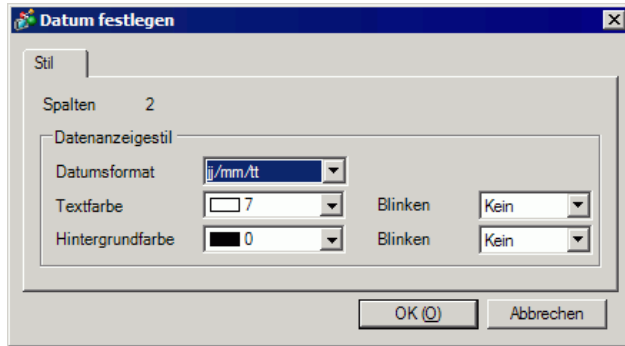 Datum festlegen
Stil
Spalten 2
Datenanzeigestil
Datumsformat jj/mm/tt
Textfarbe 7 Blinken Kein
Hintergrundfarbe 0 Blinken Kein
OK (O) Abbrechen